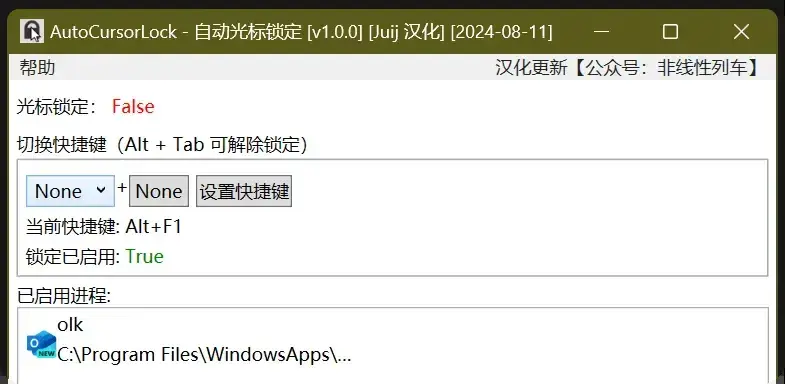 AutoCursorLock - 自动光标锁定 [v1.0.0] [Juij 汉化] [2024-08-11]
帮助 汉化更新【公众号：非线性列车】
光标锁定： False
切换快捷键（Alt + Tab 可解除锁定）
None + None 设置快捷键
当前快捷键: Alt+F1
锁定已启用: True
已启用进程:
olk
NEW
C:\Program Files\WindowsApps\...